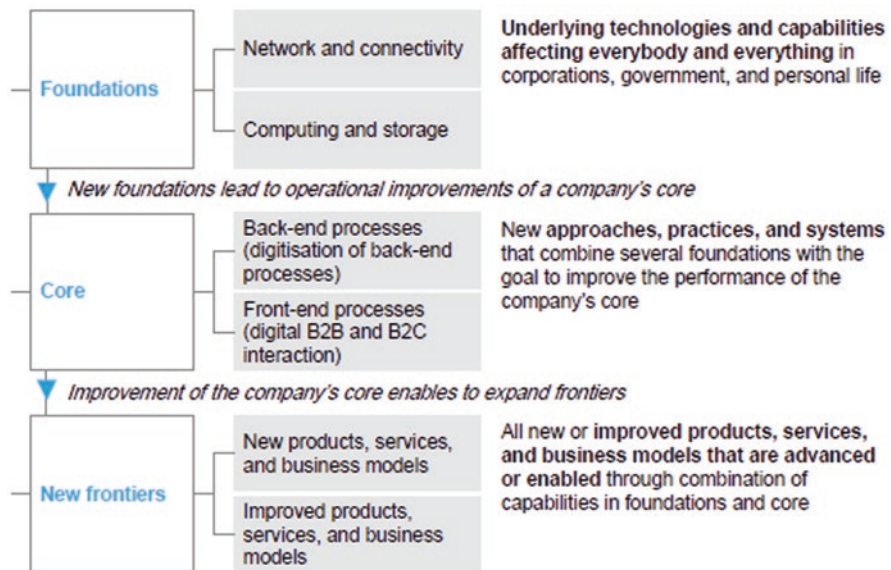 Foundations
Network and connectivity
Computing and storage
Underlying technologies and capabilities
affecting everybody and everything in
corporations, government, and personal life
New foundations lead to operational improvements of a company's core
Core
Back-end processes
(digitisation of back-end
processes)
Front-end processes
(digital B2B and B2C
interaction)
New approaches, practices, and systems
that combine several foundations with the
goal to improve the performance of the
company's core
Improvement of the company's core enables to expand frontiers
New frontiers
New products, services,
and business models
Improved products,
services, and business
models
All new or improved products, services,
and business models that are advanced
or enabled through combination of
capabilities in foundations and core